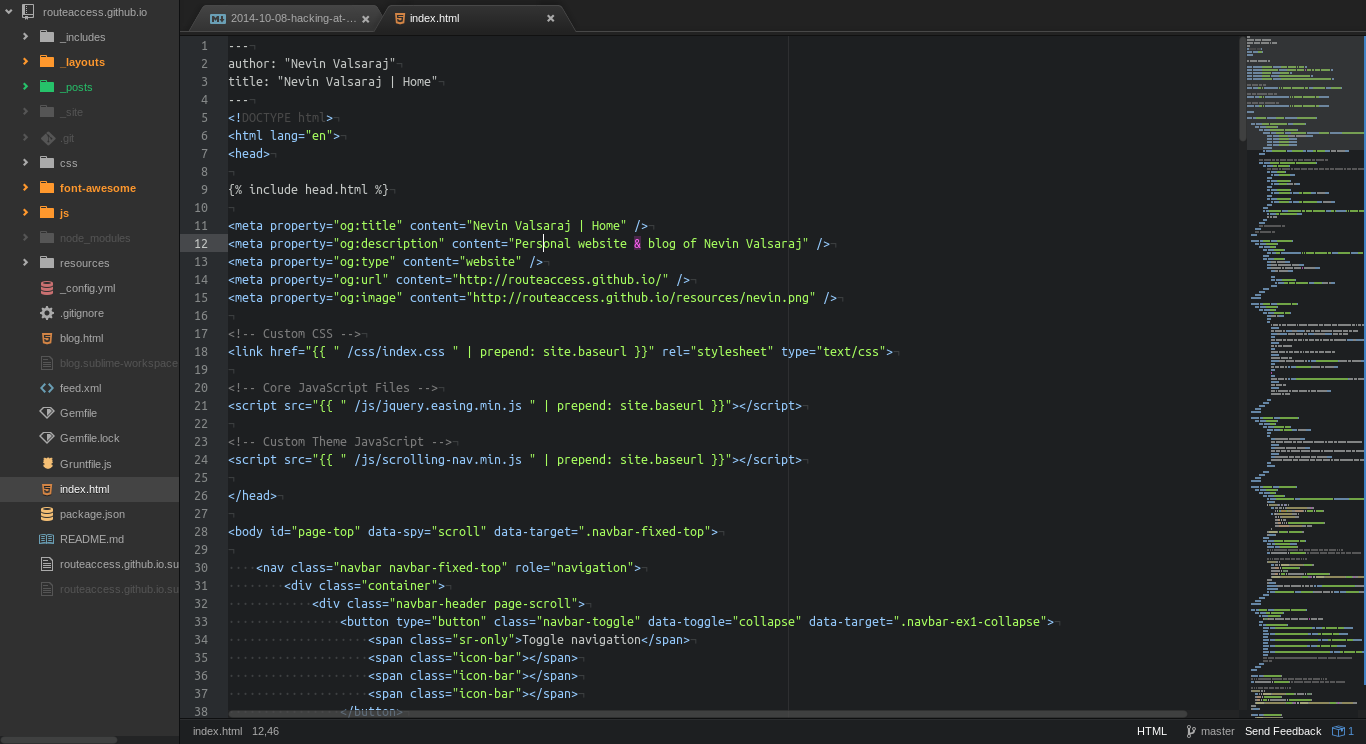 routeaccess.github.io
_includes
_layouts
_posts
_site
.git
css
font-awesome
js
node_modules
resources
_config.yml
.gitignore
blog.html
blog.sublime-workspace
feed.xml
Gemfile
Gemfile.lock
Gruntfile.js
index.html
package.json
README.md
routeaccess.github.io.su
routeaccess.github.io.su
2014-10-08-hacking-at-...
index.html
1 ---
2 author: "Nevin Valsaraj"
3 title: "Nevin Valsaraj | Home"
4 ---
5 <!DOCTYPE html>
6 <html lang="en">
7 <head>
8
9 {% include head.html %}
10
11 <meta property="og:title" content="Nevin Valsaraj | Home" />
12 <meta property="og:description" content="Personal website & blog of Nevin Valsaraj" />
13 <meta property="og:type" content="website" />
14 <meta property="og:url" content="http://routeaccess.github.io/" />
15 <meta property="og:image" content="http://routeaccess.github.io/resources/nevin.png" />
16
17 <!-- Custom CSS -->
18 <link href="{{ " /css/index.css " | prepend: site.baseurl }}" rel="stylesheet" type="text/css">
19
20 <!-- Core JavaScript Files -->
21 <script src="{{ " /js/jquery.easing.min.js " | prepend: site.baseurl }}"></script>
22
23 <!-- Custom Theme JavaScript -->
24 <script src="{{ " /js/scrolling-nav.min.js " | prepend: site.baseurl }}"></script>
25
26 </head>
27
28 <body id="page-top" data-spy="scroll" data-target=".navbar-fixed-top">
29
30 <nav class="navbar navbar-fixed-top" role="navigation">
31 <div class="container">
32 <div class="navbar-header page-scroll">
33 <button type="button" class="navbar-toggle" data-toggle="collapse" data-target=".navbar-ex1-collapse">
34 <span class="sr-only">Toggle navigation</span>
35 <span class="icon-bar"></span>
36 <span class="icon-bar"></span>
37 <span class="icon-bar"></span>
38 </button>
index.html 12,46
HTML master Send Feedback 1